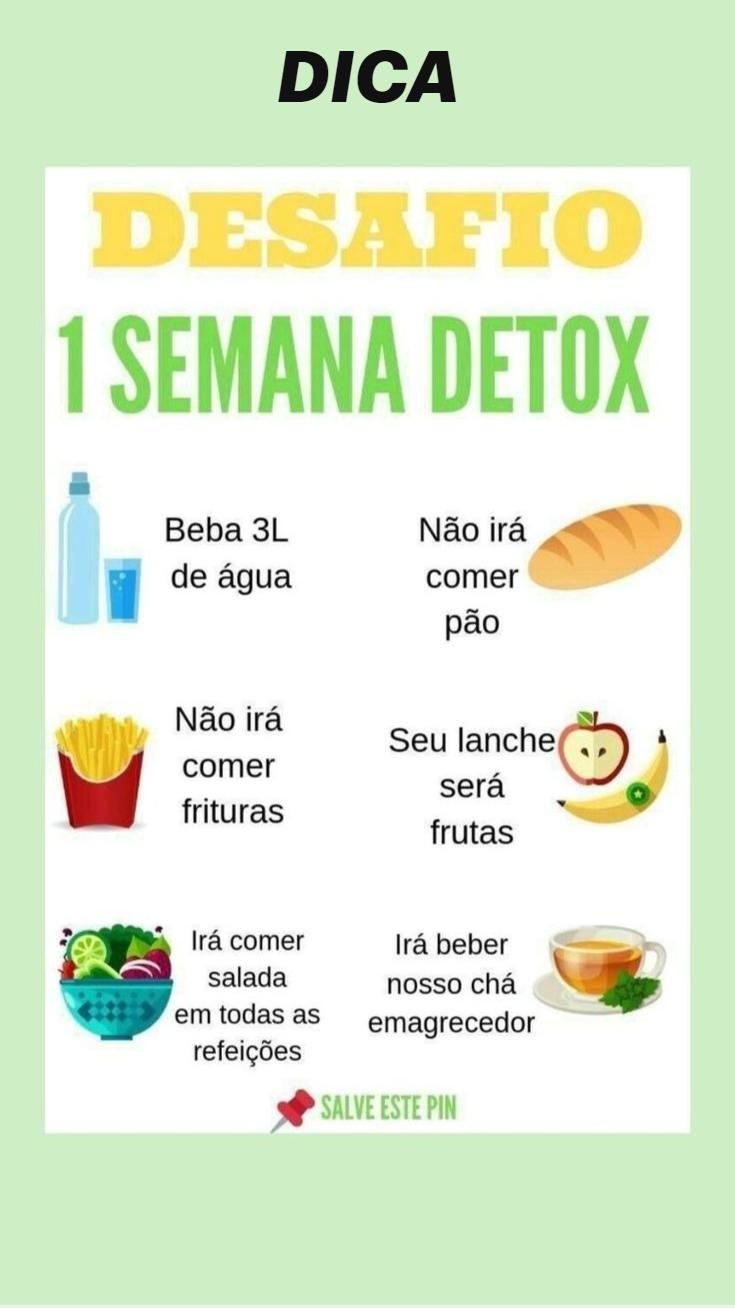 DICA
DESAFIO
1 SEMANA DETOX
Beba 3L
de água
Não irá
comer
pão
Não irá
comer
frituras
Seu lanche
será
frutas
Irá comer
salada
em todas as
refeições
Irá beber
nosso chá
emagrecedor
SALVE ESTE PIN